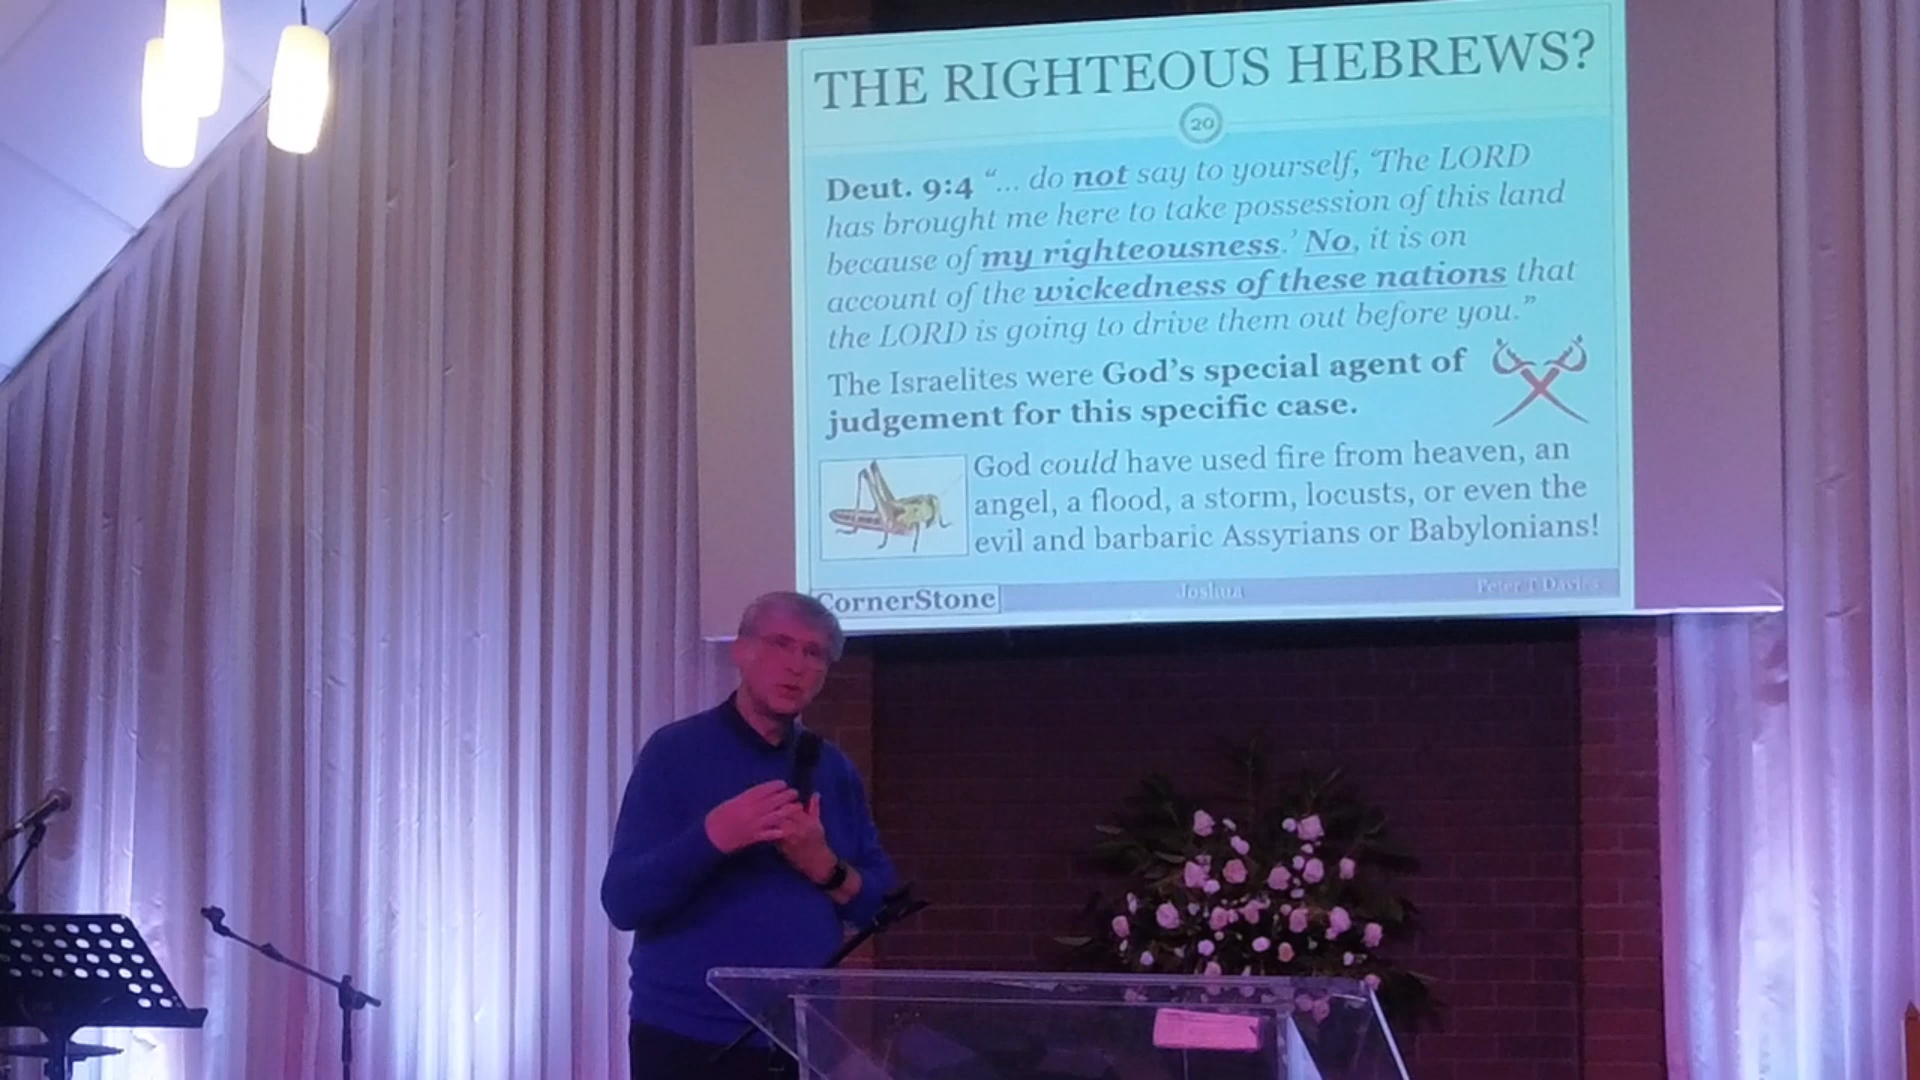 THE RIGHTEOUS HEBREWS?
20
Deut. 9:4 “... do not say to yourself, ‘The LORD
has brought me here to take possession of this land
because of my righteousness.’ No, it is on
account of the wickedness of these nations that
the LORD is going to drive them out before you.”
The Israelites were God’s special agent of
judgement for this specific case.
God could have used fire from heaven, an
angel, a flood, a storm, locusts, or even the
evil and barbaric Assyrians or Babylonians!
CornerStone
Joshua
Peter T Davies